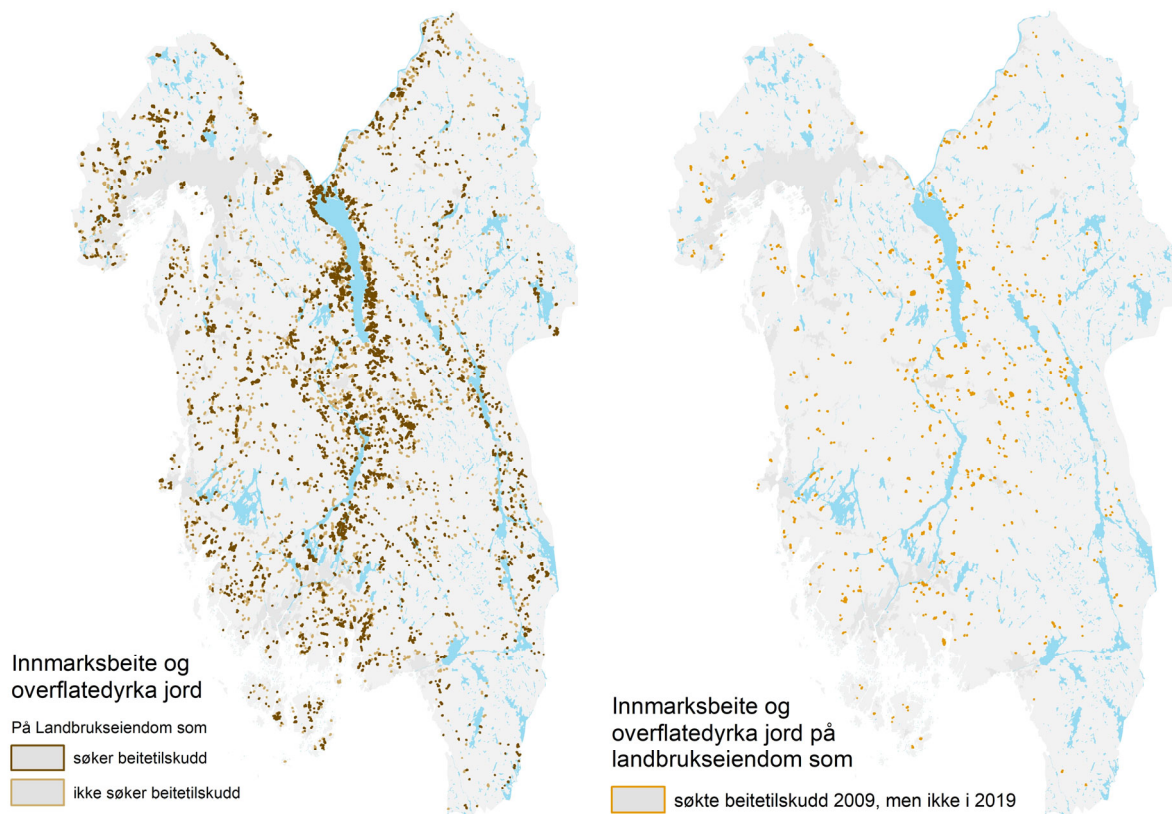 Innmarksbeite og
overflatedyrka jord
På Landbrukseiendom som
søker beitetilskudd
ikke søker beitetilskudd
Innmarksbeite og
overflatedyrka jord på
landbrukseiendom som
søkte beitetilskudd 2009, men ikke i 2019